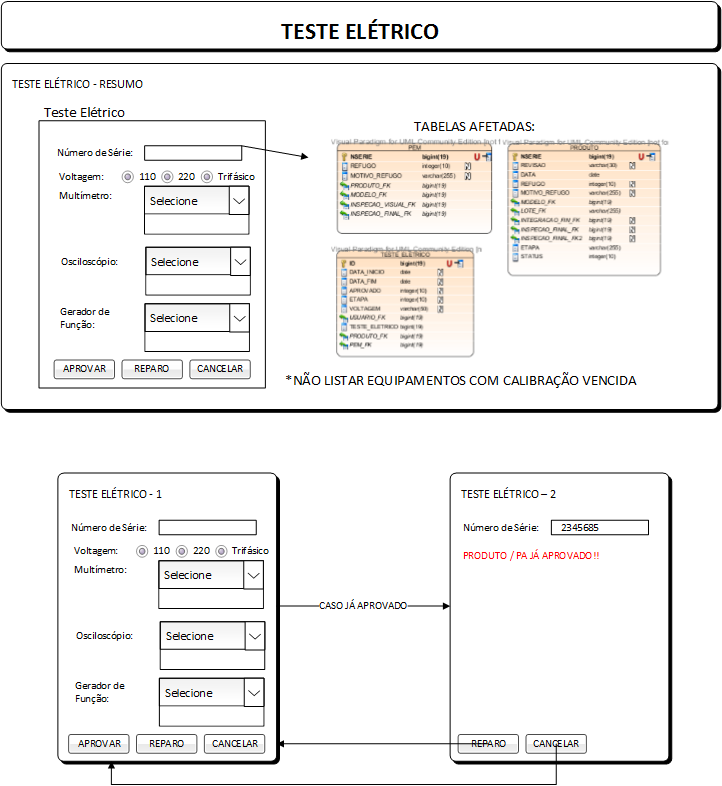 TESTE ELÉTRICO
TESTE ELÉTRICO - RESUMO
Teste Elétrico
Número de Série:
Voltagem: 110 220 Trifásico
Multímetro: Selecione
Osciloscópio: Selecione
Gerador de Função: Selecione
APROVAR REPARO CANCELAR
TABELAS AFETADAS:
Visual Paradigm for UML Community Edition [not f
PEM
NSERIE bigint(19) U
REFUGO integer(10) N
MOTIVO_REFUGO varchar(255) N
PRODUTO_FK bigint(19)
MODELO_FK bigint(19)
INSPECAO_VISUAL_FK bigint(19)
INSPECAO_FINAL_FK bigint(19)
Visual Paradigm for UML Community Edition [not for
PRODUTO
NSERIE bigint(19) U
REVISAO varchar(30) N
DATA date
REFUGO integer(10) N
MOTIVO_REFUGO varchar(255) N
MODELO_FK bigint(19)
LOTE_FK varchar(255)
INTEGRACAO_PIN_FK bigint(19) N
INSPECAO_FINAL_FK bigint(19) N
INSPECAO_FINAL_FK2 bigint(19) N
ETAPA varchar(255)
STATUS integer(10)
Visual Paradigm for UML Community Edition [n
TESTE_ELETRICO
ID bigint(19) U
DATA_INICIO date N
DATA_FIM date N
APROVADO integer(10) N
ETAPA integer(10) N
VOLTAGEM varchar(50) N
USUARIO_FK bigint(19)
TESTE_ELETRICO bigint(19)
PRODUTO_FK bigint(19)
PEM_FK bigint(19)
*NÃO LISTAR EQUIPAMENTOS COM CALIBRAÇÃO VENCIDA
TESTE ELÉTRICO - 1
Número de Série:
Voltagem: 110 220 Trifásico
Multímetro: Selecione
Osciloscópio: Selecione
Gerador de Função: Selecione
APROVAR REPARO CANCELAR
CASO JÁ APROVADO
TESTE ELÉTRICO – 2
Número de Série: 2345685
PRODUTO / PA JÁ APROVADO!!
REPARO CANCELAR